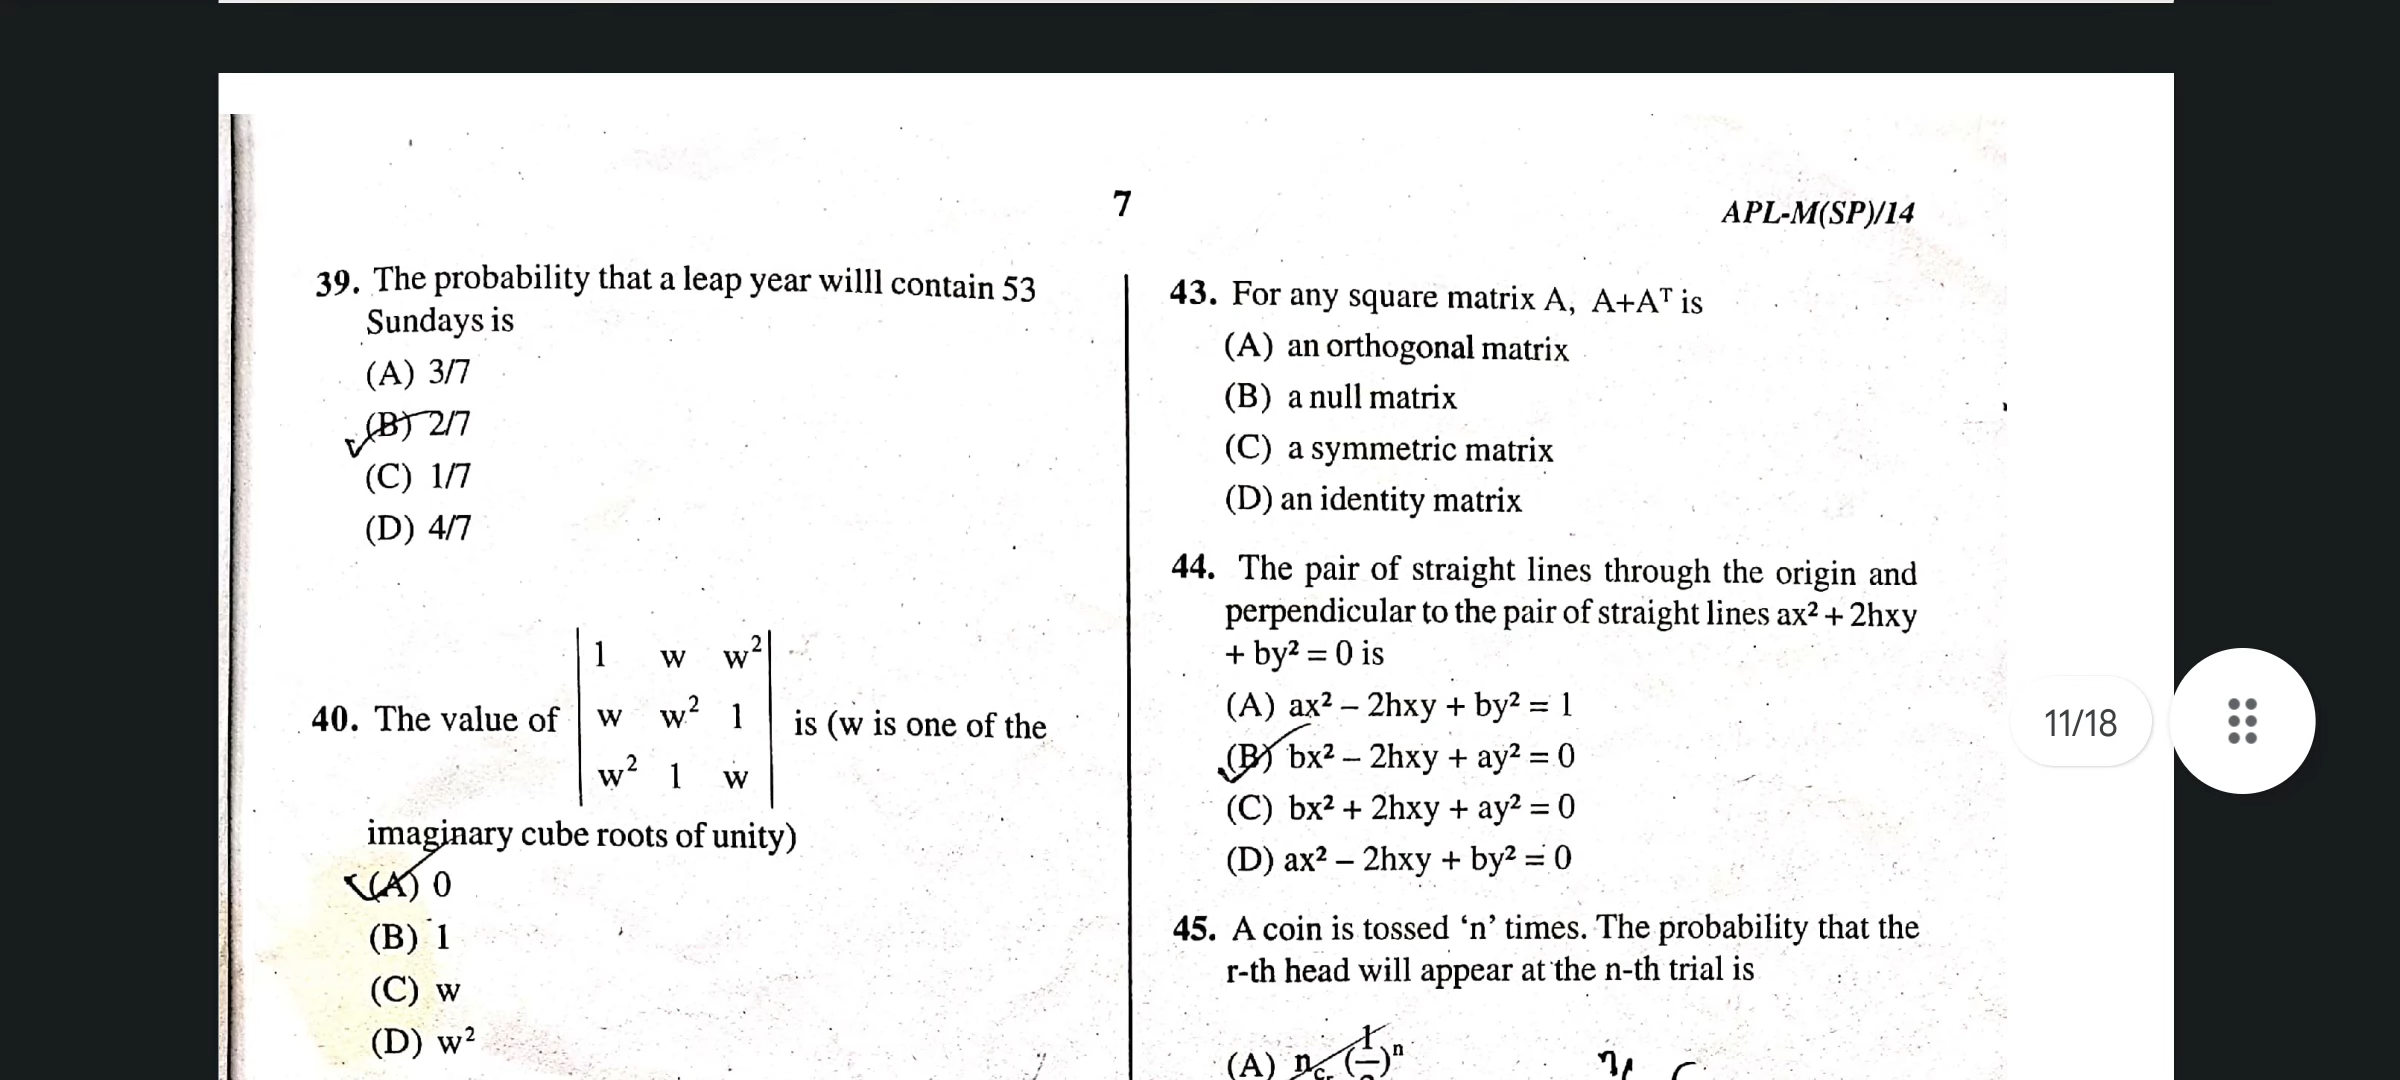 7
APL-M(SP)/14
39. The probability that a leap year willl contain 53
Sundays is
(A) 3/7
(B) 2/7
(C) 1/7
(D) 4/7
1 w w²
40. The value of w w² 1 is (w is one of the
w² 1 w
imaginary cube roots of unity)
(A) 0
(B) 1
(C) w
(D) w²
43. For any square matrix A, A+Aᵀ is
(A) an orthogonal matrix
(B) a null matrix
(C) a symmetric matrix
(D) an identity matrix
44. The pair of straight lines through the origin and
perpendicular to the pair of straight lines ax² + 2hxy
+ by² = 0 is
(A) ax² – 2hxy + by² = 1
(B) bx² – 2hxy + ay² = 0
(C) bx² + 2hxy + ay² = 0
(D) ax² – 2hxy + by² = 0
45. A coin is tossed ‘n’ times. The probability that the
r-th head will appear at the n-th trial is
(A)
11/18